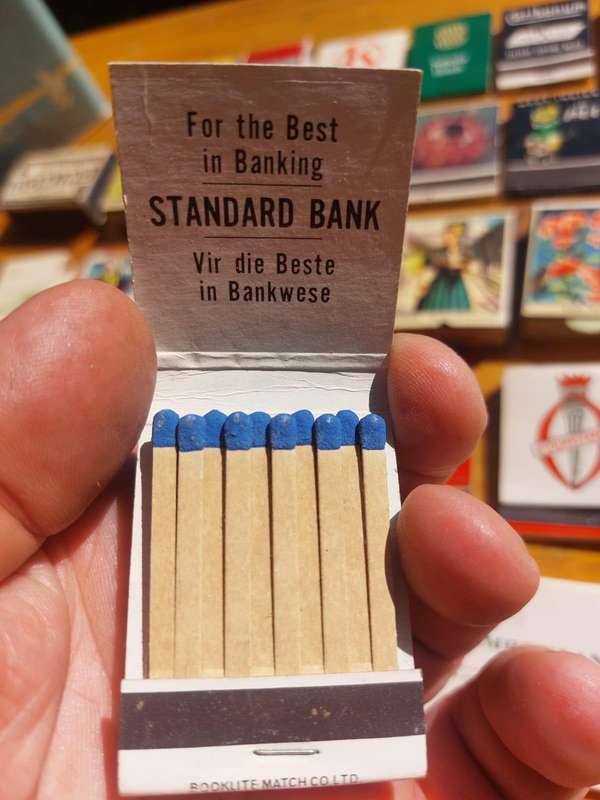 For the Best
in Banking
STANDARD BANK
Vir die Beste
in Bankwese
BOOKLITE MATCH CO. LTD.